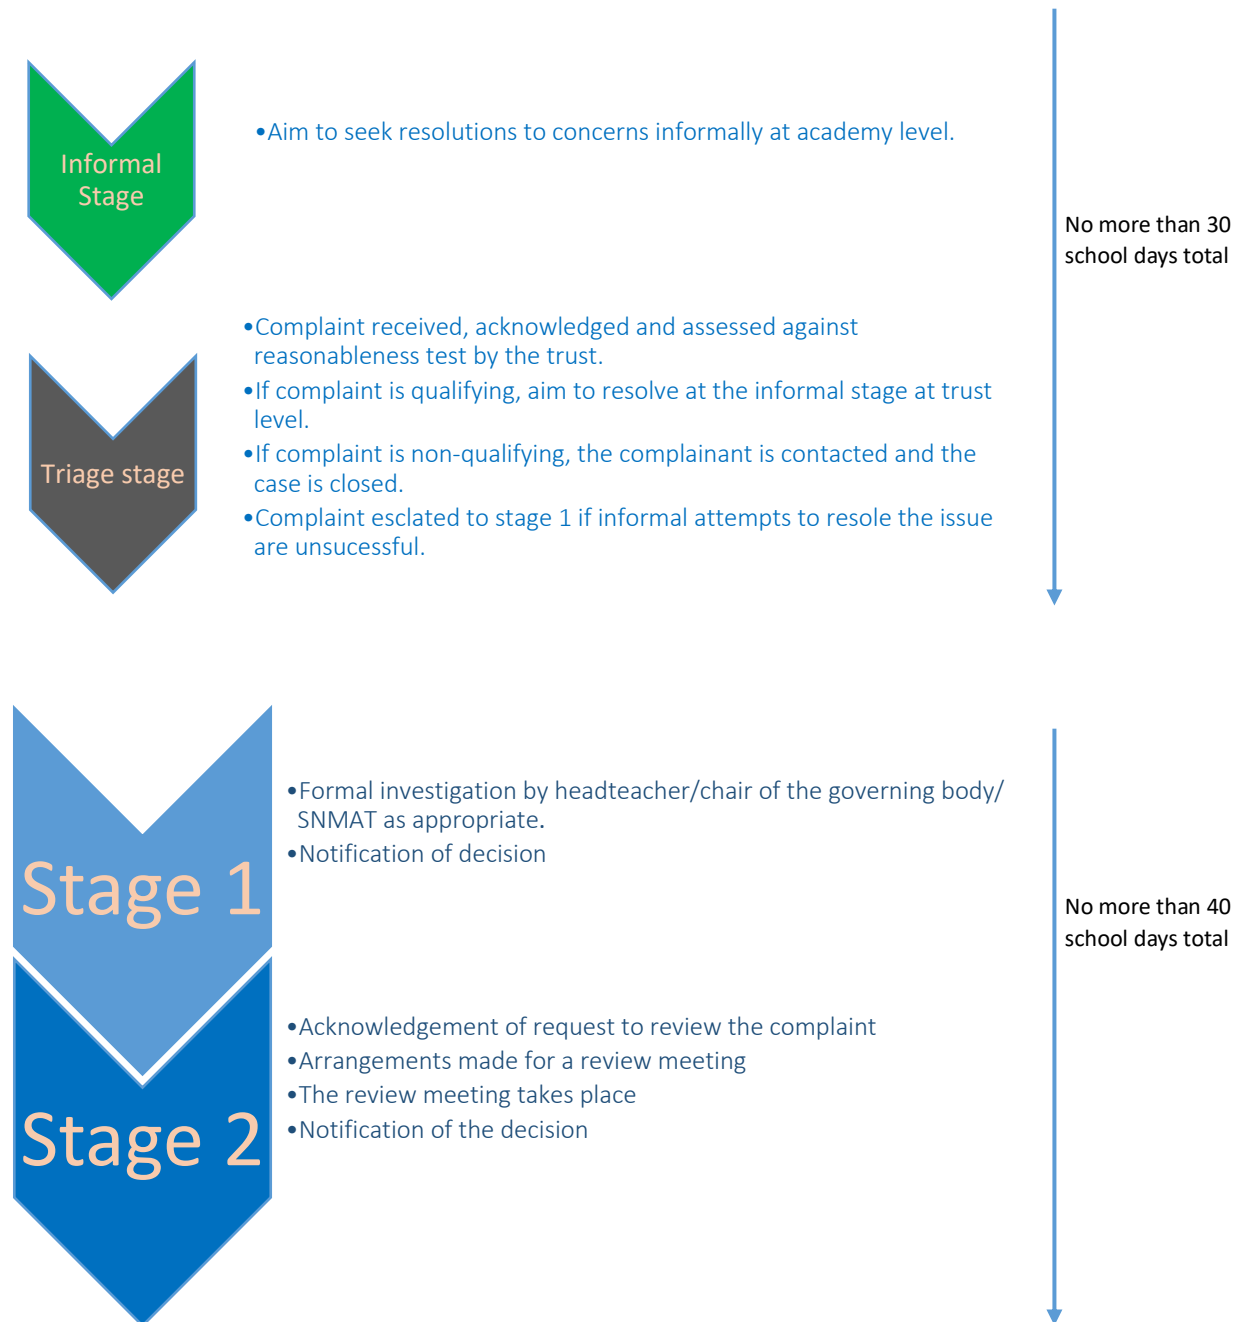 Informal
Stage
•Aim to seek resolutions to concerns informally at academy level.
No more than 30
school days total
Triage stage
•Complaint received, acknowledged and assessed against
reasonableness test by the trust.
•If complaint is qualifying, aim to resolve at the informal stage at trust
level.
•If complaint is non-qualifying, the complainant is contacted and the
case is closed.
•Complaint esclated to stage 1 if informal attempts to resole the issue
are unsucessful.
Stage 1
•Formal investigation by headteacher/chair of the governing body/
SNMAT as appropriate.
•Notification of decision
No more than 40
school days total
Stage 2
•Acknowledgement of request to review the complaint
•Arrangements made for a review meeting
•The review meeting takes place
•Notification of the decision